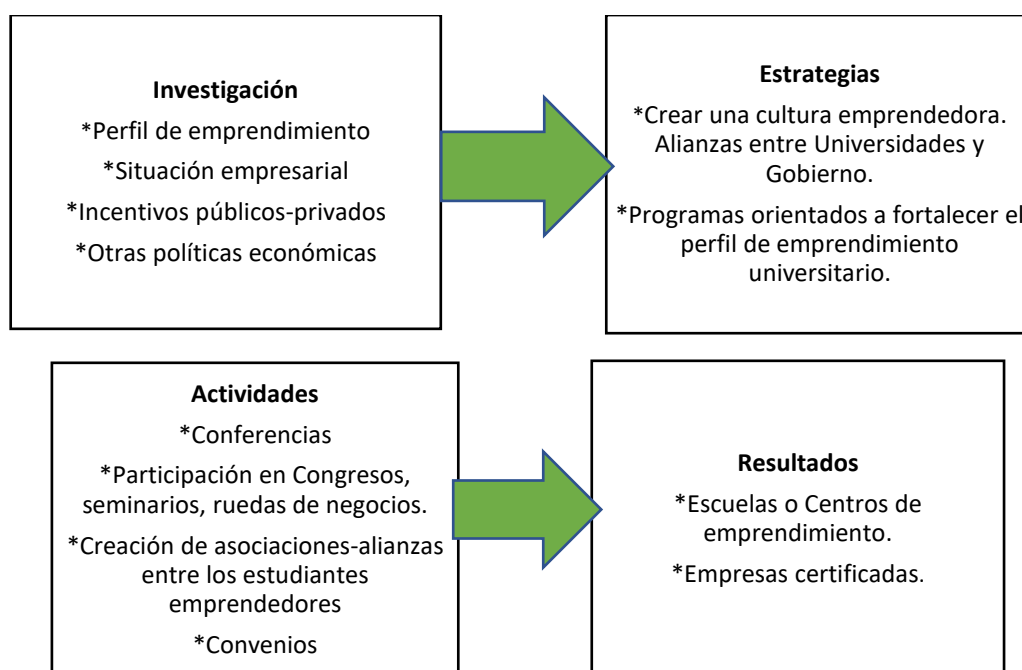 Investigación
*Perfil de emprendimiento
*Situación empresarial
*Incentivos públicos-privados
*Otras políticas económicas
Estrategias
*Crear una cultura emprendedora.
Alianzas entre Universidades y
Gobierno.
*Programas orientados a fortalecer el
perfil de emprendimiento
universitario.
Actividades
*Conferencias
*Participación en Congresos,
seminarios, ruedas de negocios.
*Creación de asociaciones-alianzas
entre los estudiantes
emprendedores
*Convenios
Resultados
*Escuelas o Centros de
emprendimiento.
*Empresas certificadas.